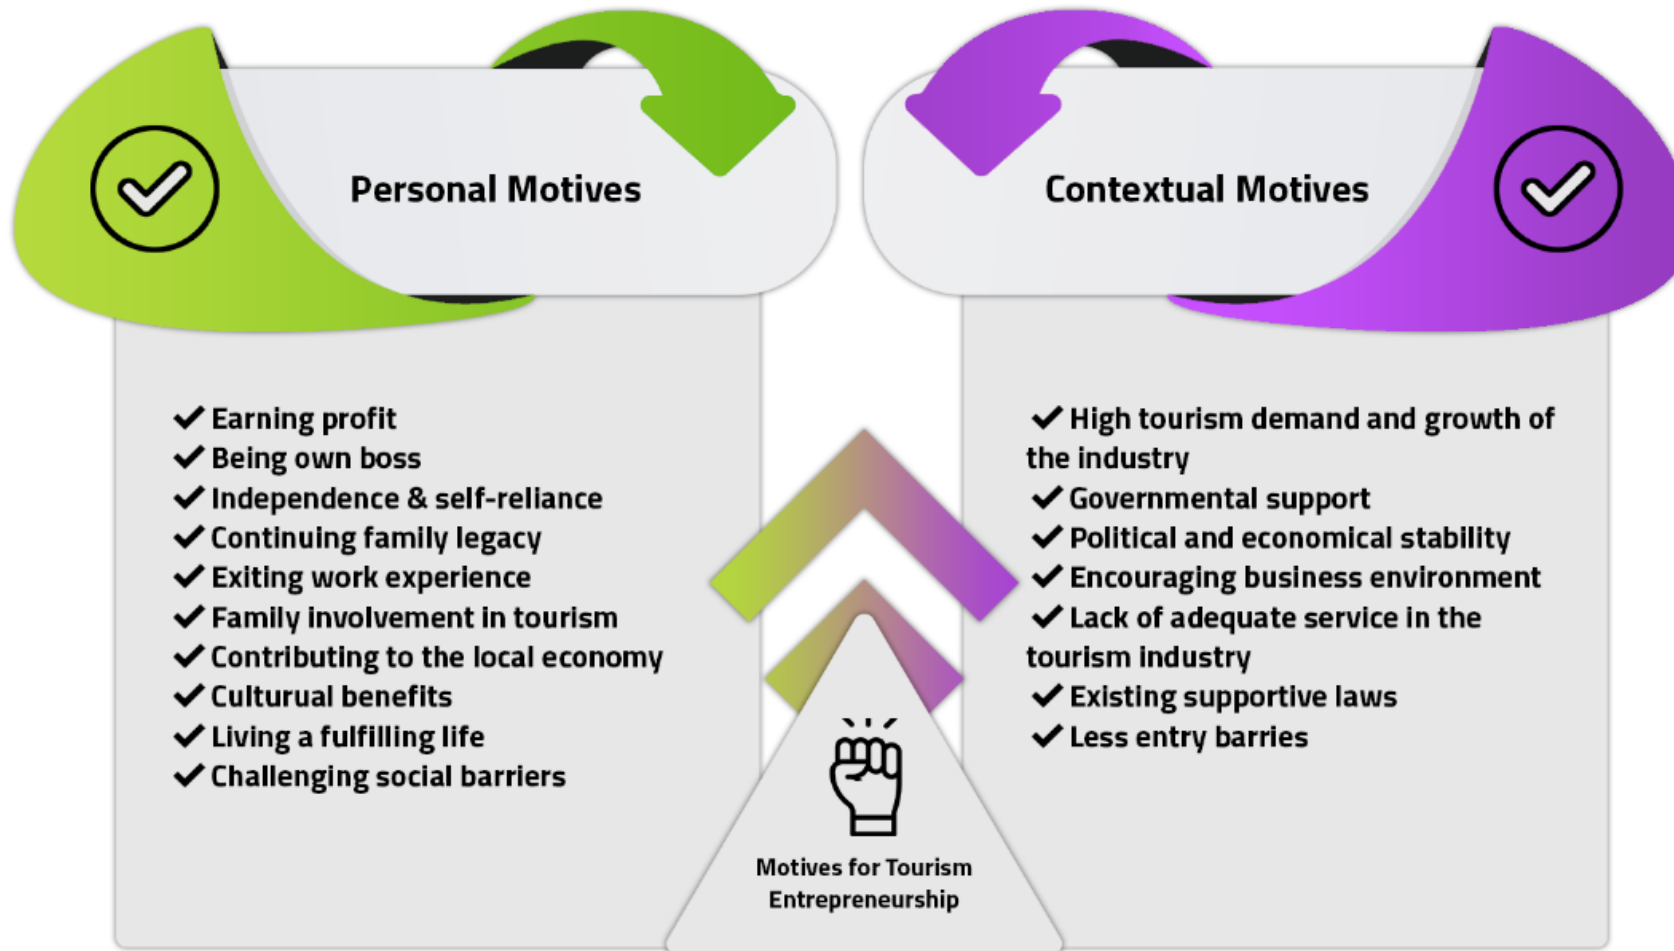 Personal Motives
Earning profit
Being own boss
Independence & self-reliance
Continuing family legacy
Exiting work experience
Family involvement in tourism
Contributing to the local economy
Culturual benefits
Living a fulfilling life
Challenging social barriers
Contextual Motives
High tourism demand and growth of
the industry
Governmental support
Political and economical stability
Encouraging business environment
Lack of adequate service in the
tourism industry
Existing supportive laws
Less entry barries
Motives for Tourism
Entrepreneurship